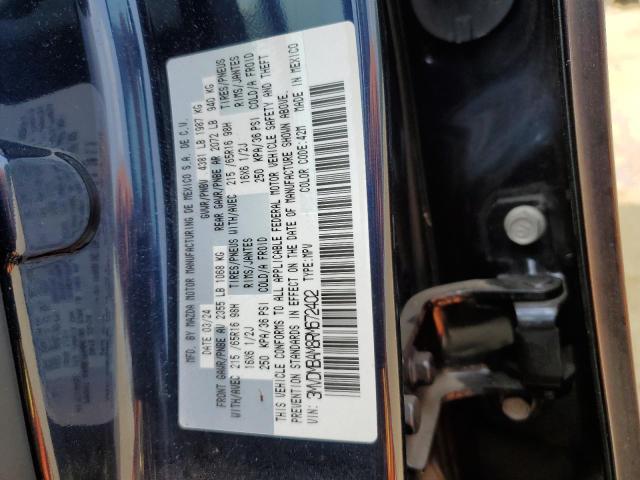 MFG. BY MAZDA MOTOR MANUFACTURING DE MEXICO S.A. DE C.V.
DATE 03/24 GVWR/PNBV 4381 LB 1987 KG
FRONT GAWR/PNBE AV 2355 LB 1068 KG REAR GAWR/PNBE AR 2072 LB 940 KG
WITH/AVEC 215 /65R16 98H TIRES/PNEUS WITH/AVEC 215 /65R16 98H TIRES/PNEUS
16X6 1/2J RIMS/JANTES 16X6 1/2J RIMS/JANTES
250 KPA/36 PSI COLD/A FROID 250 KPA/36 PSI COLD/A FROID
THIS VEHICLE CONFORMS TO ALL APPLICABLE FEDERAL MOTOR VEHICLE SAFETY AND THEFT
PREVENTION STANDARDS IN EFFECT ON THE DATE OF MANUFACTURE SHOWN ABOVE.
VIN: 3MVDMBAM8RM672402 TYPE:MPV COLOR CODE:42M MADE IN MEXICO